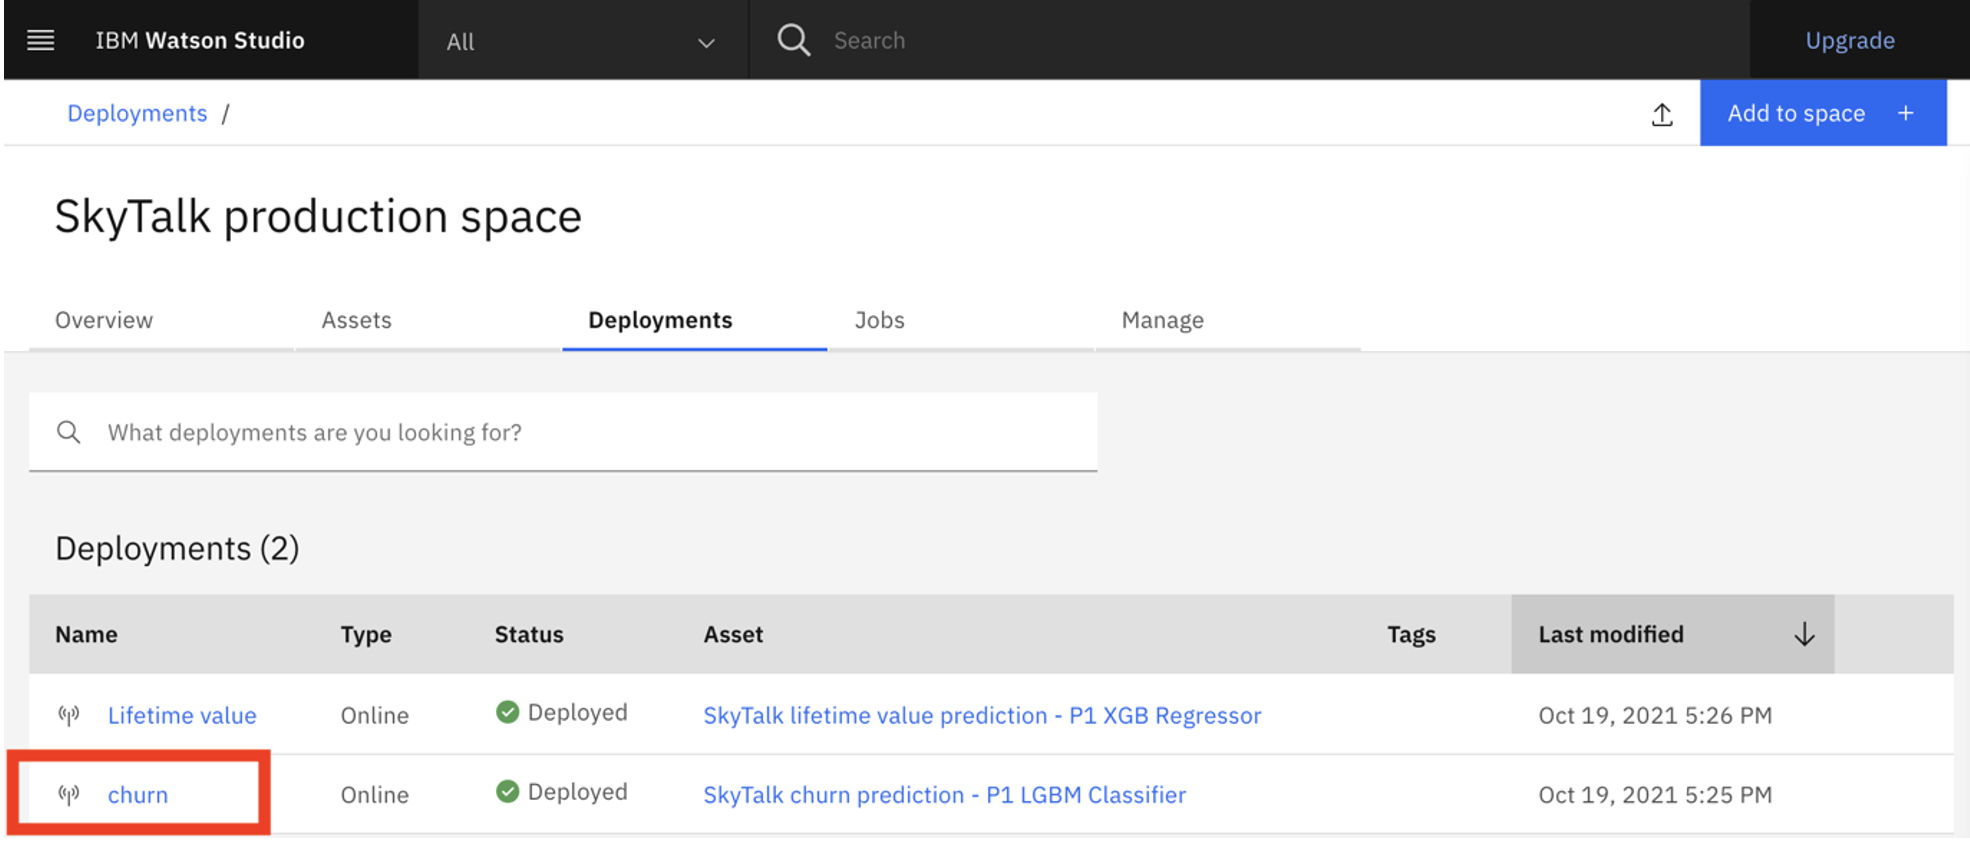 IBM Watson Studio All Search Upgrade
Deployments / Add to space +
SkyTalk production space
Overview Assets Deployments Jobs Manage
What deployments are you looking for?
Deployments (2)
Name Type Status Asset Tags Last modified
Lifetime value Online Deployed SkyTalk lifetime value prediction - P1 XGB Regressor Oct 19, 2021 5:26 PM
churn Online Deployed SkyTalk churn prediction - P1 LGBM Classifier Oct 19, 2021 5:25 PM